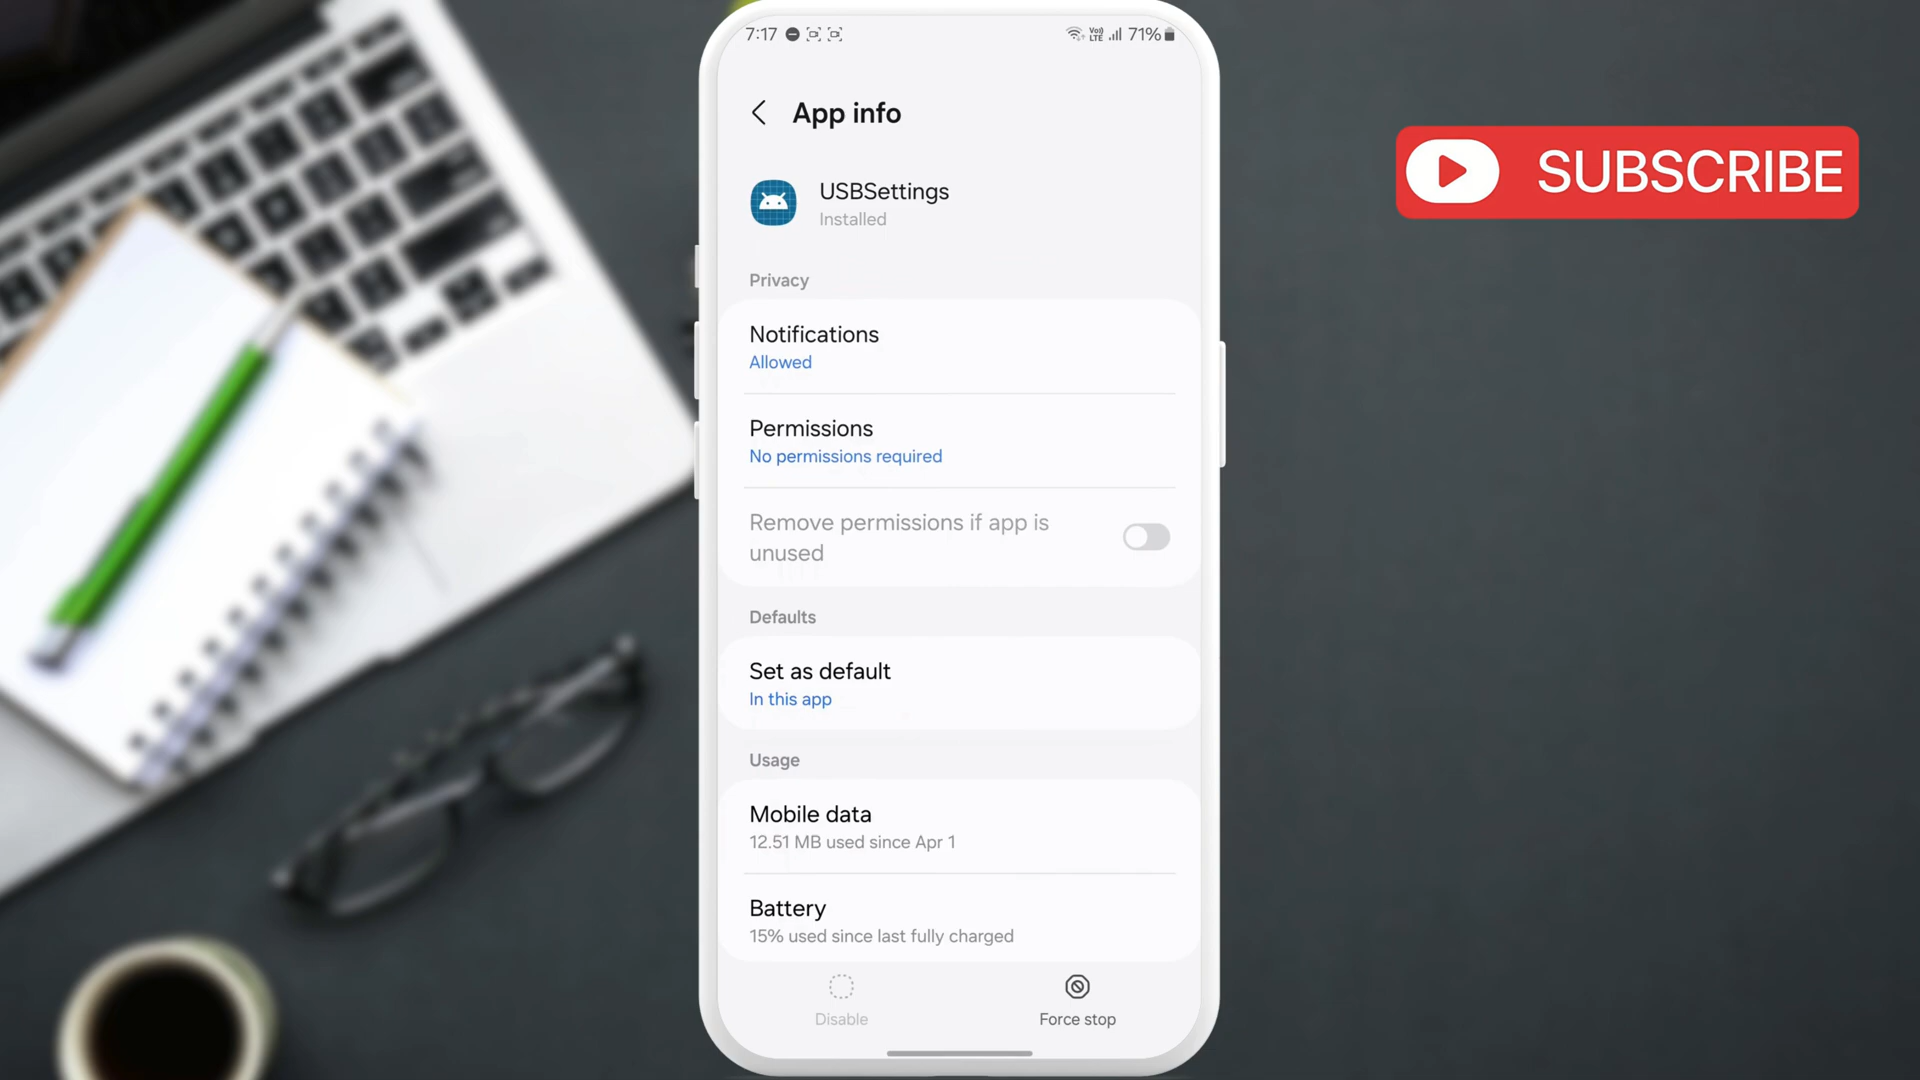 7:17
Vo)) LTE 71%
App info
SUBSCRIBE
USBSettings
Installed
Privacy
Notifications
Allowed
Permissions
No permissions required
Remove permissions if app is
unused
Defaults
Set as default
In this app
Usage
Mobile data
12.51 MB used since Apr 1
Battery
15% used since last fully charged
Disable
Force stop